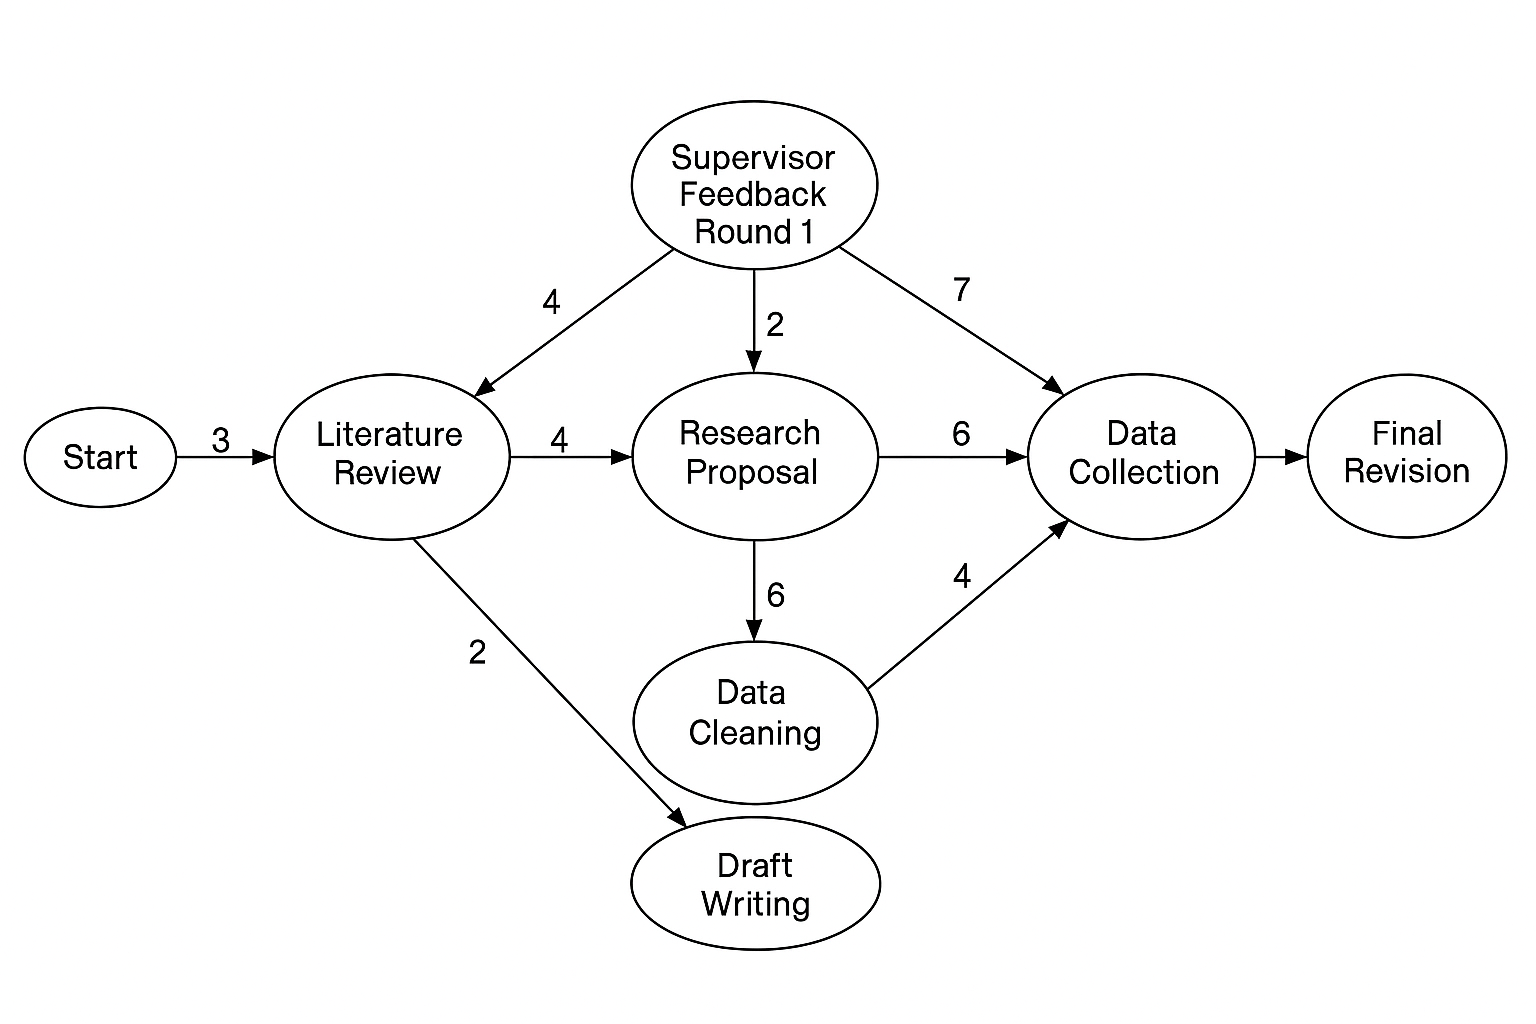 Supervisor
Feedback
Round 1
4
2
7
Start
3
Literature
Review
4
Research
Proposal
6
Data
Collection
Final
Revision
2
6
4
Data
Cleaning
Draft
Writing